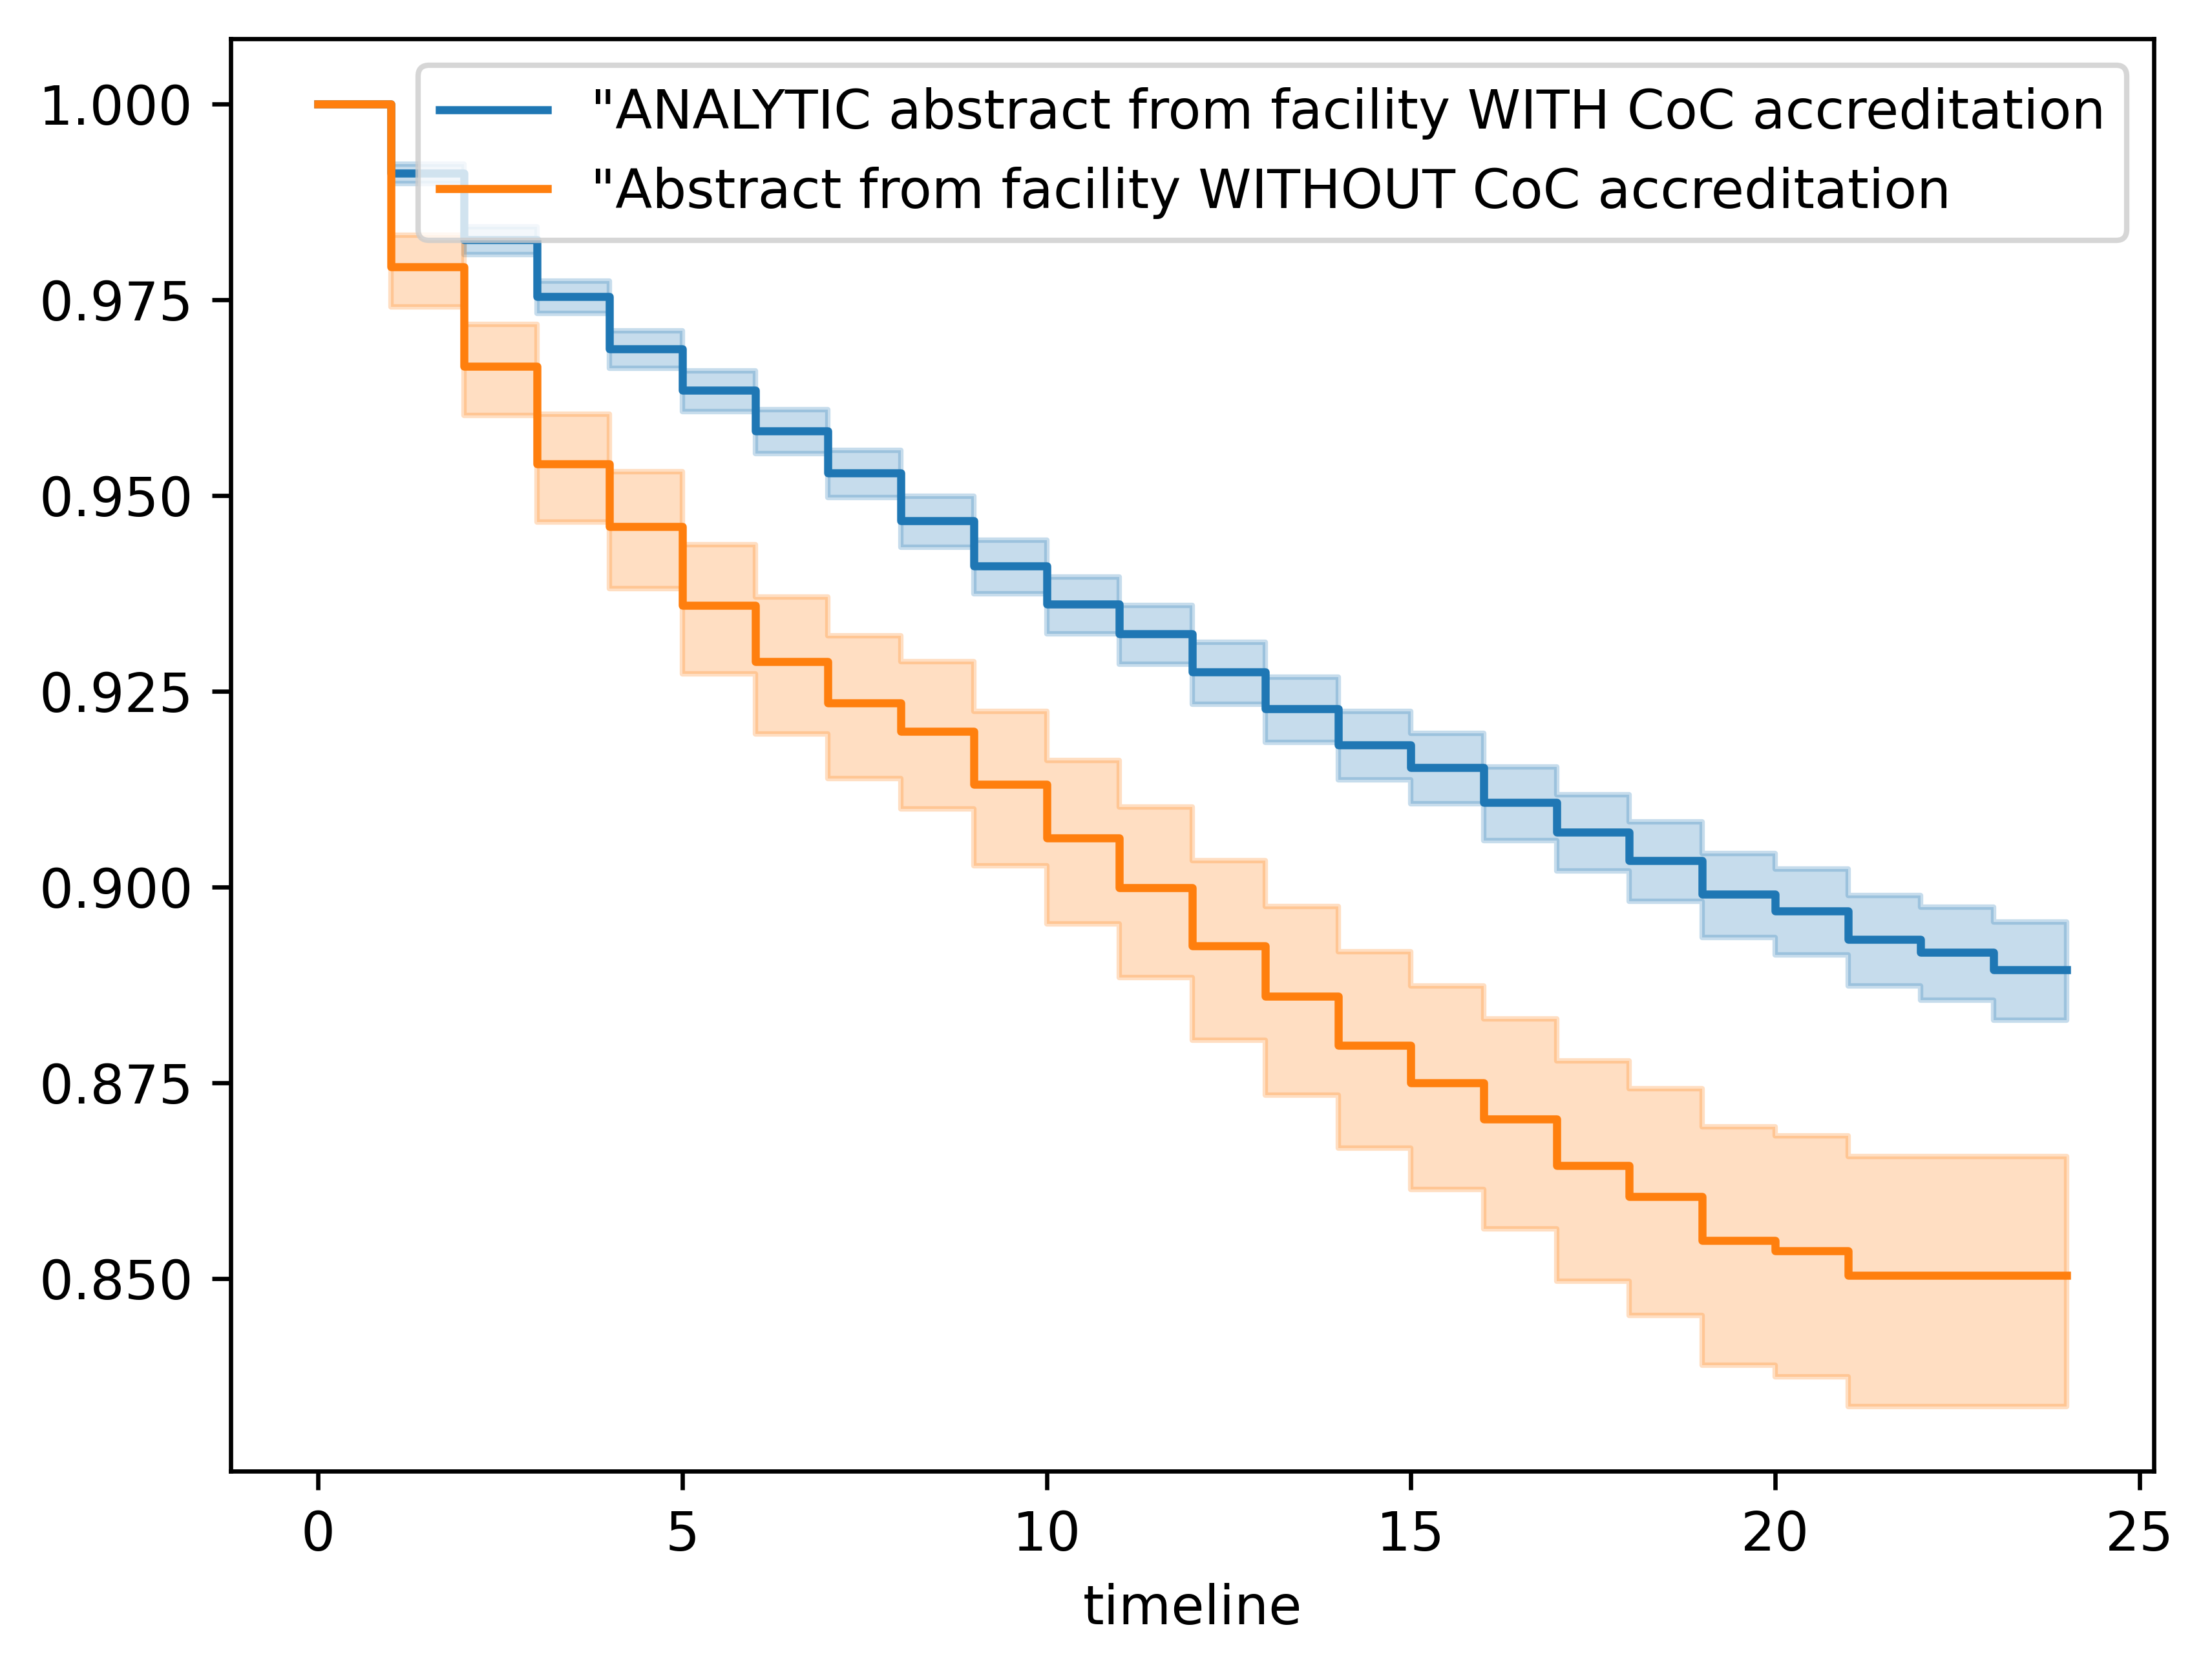 1.000
0.975
0.950
0.925
0.900
0.875
0.850
"ANALYTIC abstract from facility WITH CoC accreditation
"Abstract from facility WITHOUT CoC accreditation
0 5 10 15 20 25
timeline